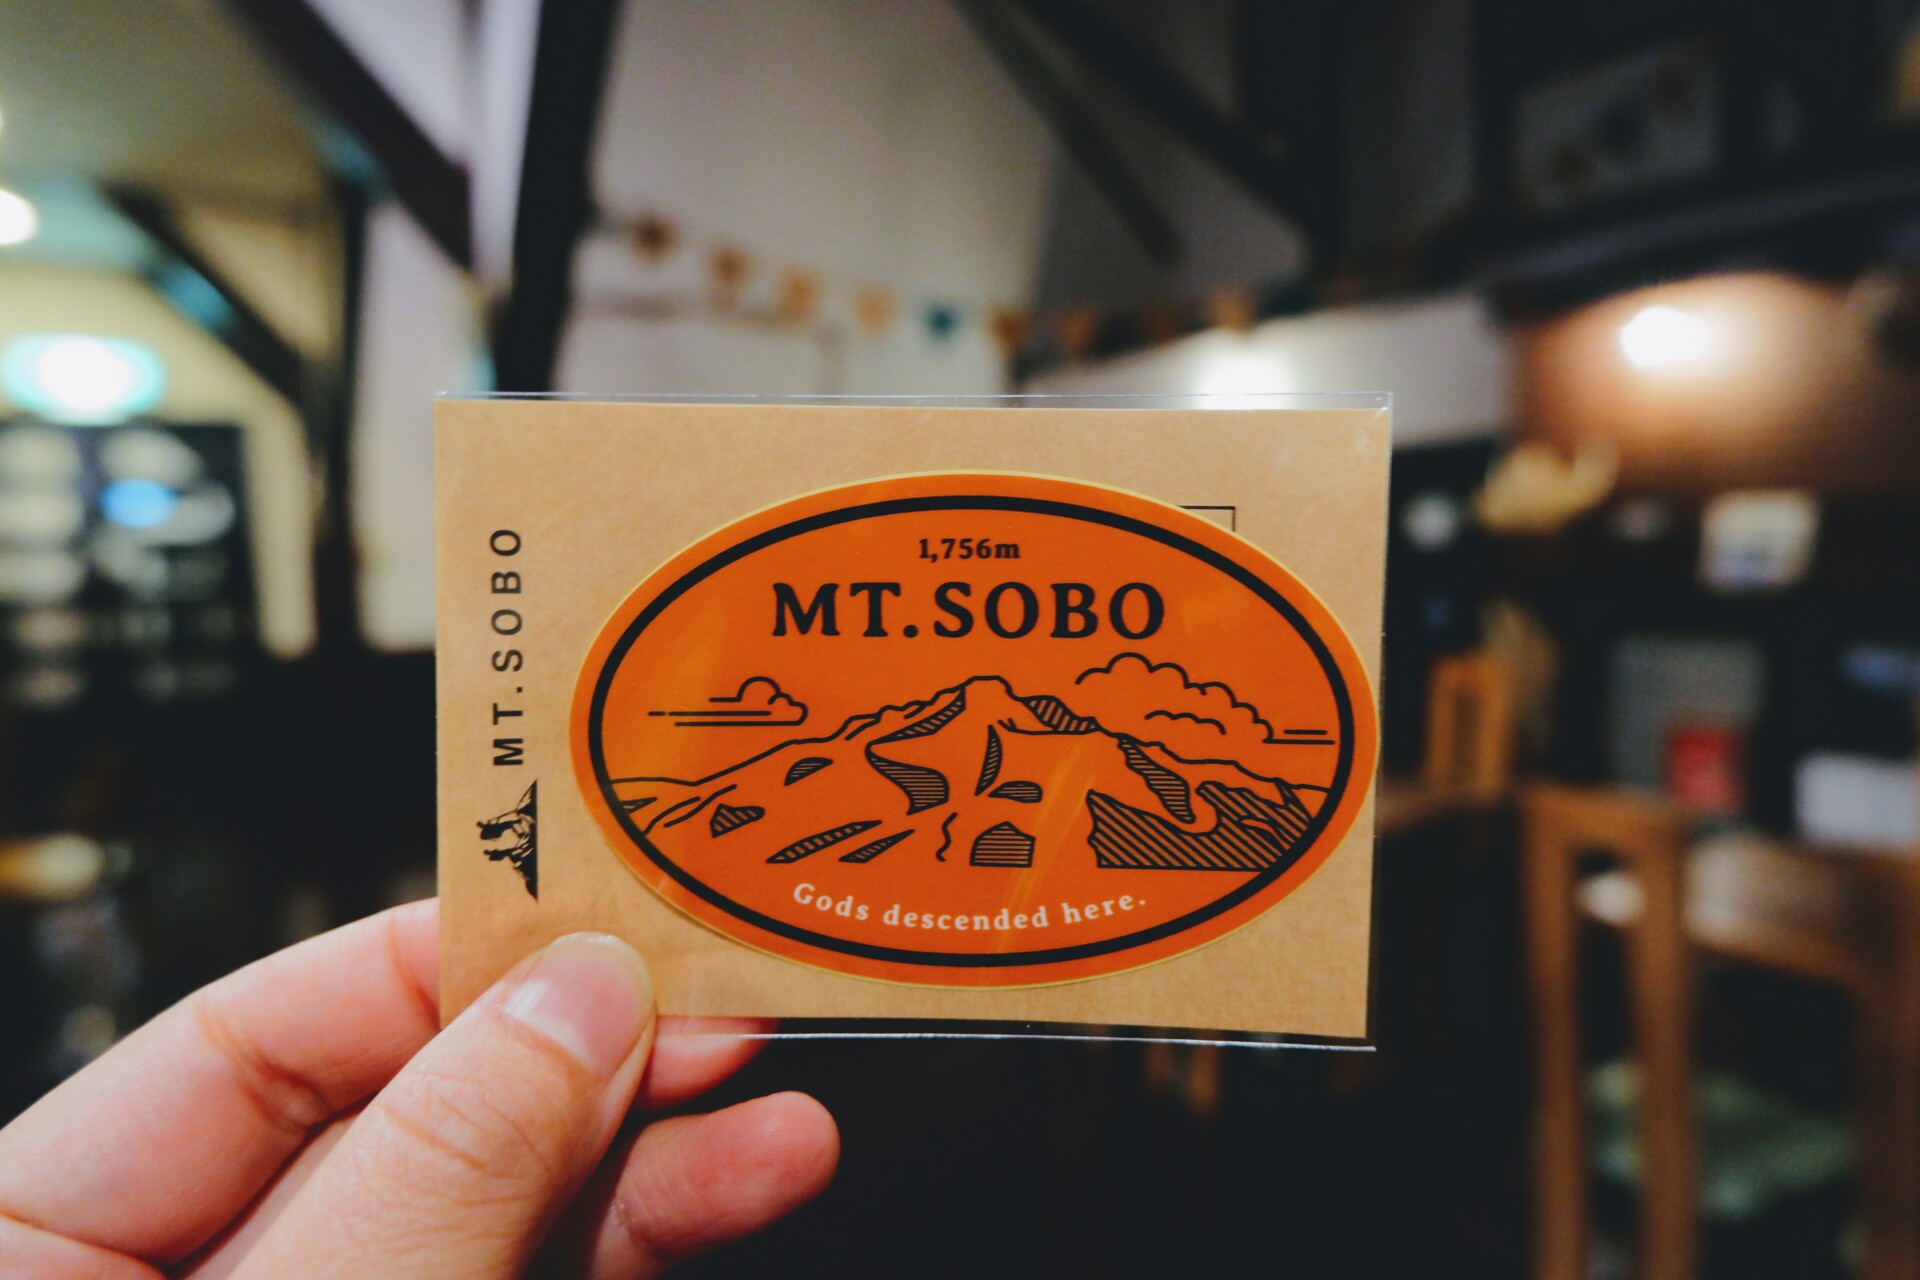 MT.SOBO
1,756m
MT.SOBO
Gods descended here.